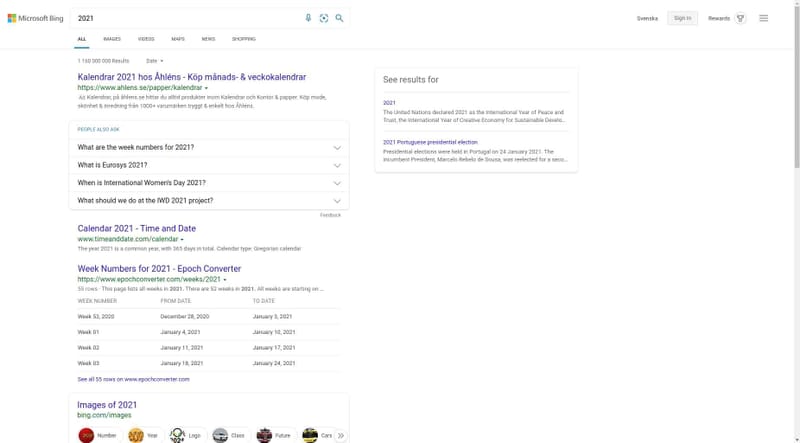 Microsoft Bing
2021
Svenska
Sign in
Rewards
ALL
IMAGES
VIDEOS
MAPS
NEWS
SHOPPING
1 160 000 000 Results
Date
Kalendrar 2021 hos Åhléns - Köp månads- & veckokalendrar
https://www.ahlens.se/papper/kalendrar
Ad Kalendrar, på åhlens.se hittar du alltid produkter inom Kalendrar och Kontor & papper. Köp mode,
skönhet & inredning från 1000+ varumärken tryggt & enkelt hos Åhléns.
PEOPLE ALSO ASK
What are the week numbers for 2021?
What is Eurosys 2021?
When is International Women's Day 2021?
What should we do at the IWD 2021 project?
Feedback
Calendar 2021 - Time and Date
www.timeanddate.com/calendar
The year 2021 is a common year, with 365 days in total. Calendar type: Gregorian calendar
Week Numbers for 2021 - Epoch Converter
https://www.epochconverter.com/weeks/2021
55 rows · This page lists all weeks in 2021. There are 52 weeks in 2021. All weeks are starting on ...
WEEK NUMBER FROM DATE TO DATE
Week 53, 2020 December 28, 2020 January 3, 2021
Week 01 January 4, 2021 January 10, 2021
Week 02 January 11, 2021 January 17, 2021
Week 03 January 18, 2021 January 24, 2021
See all 55 rows on www.epochconverter.com
Images of 2021
bing.com/images
Number
Year
Logo
Class
Future
Cars
See results for
2021
The United Nations declared 2021 as the International Year of Peace and
Trust, the International Year of Creative Economy for Sustainable Develo...
2021 Portuguese presidential election
Presidential elections were held in Portugal on 24 January 2021. The
incumbent President, Marcelo Rebelo de Sousa, was reelected for a seco...